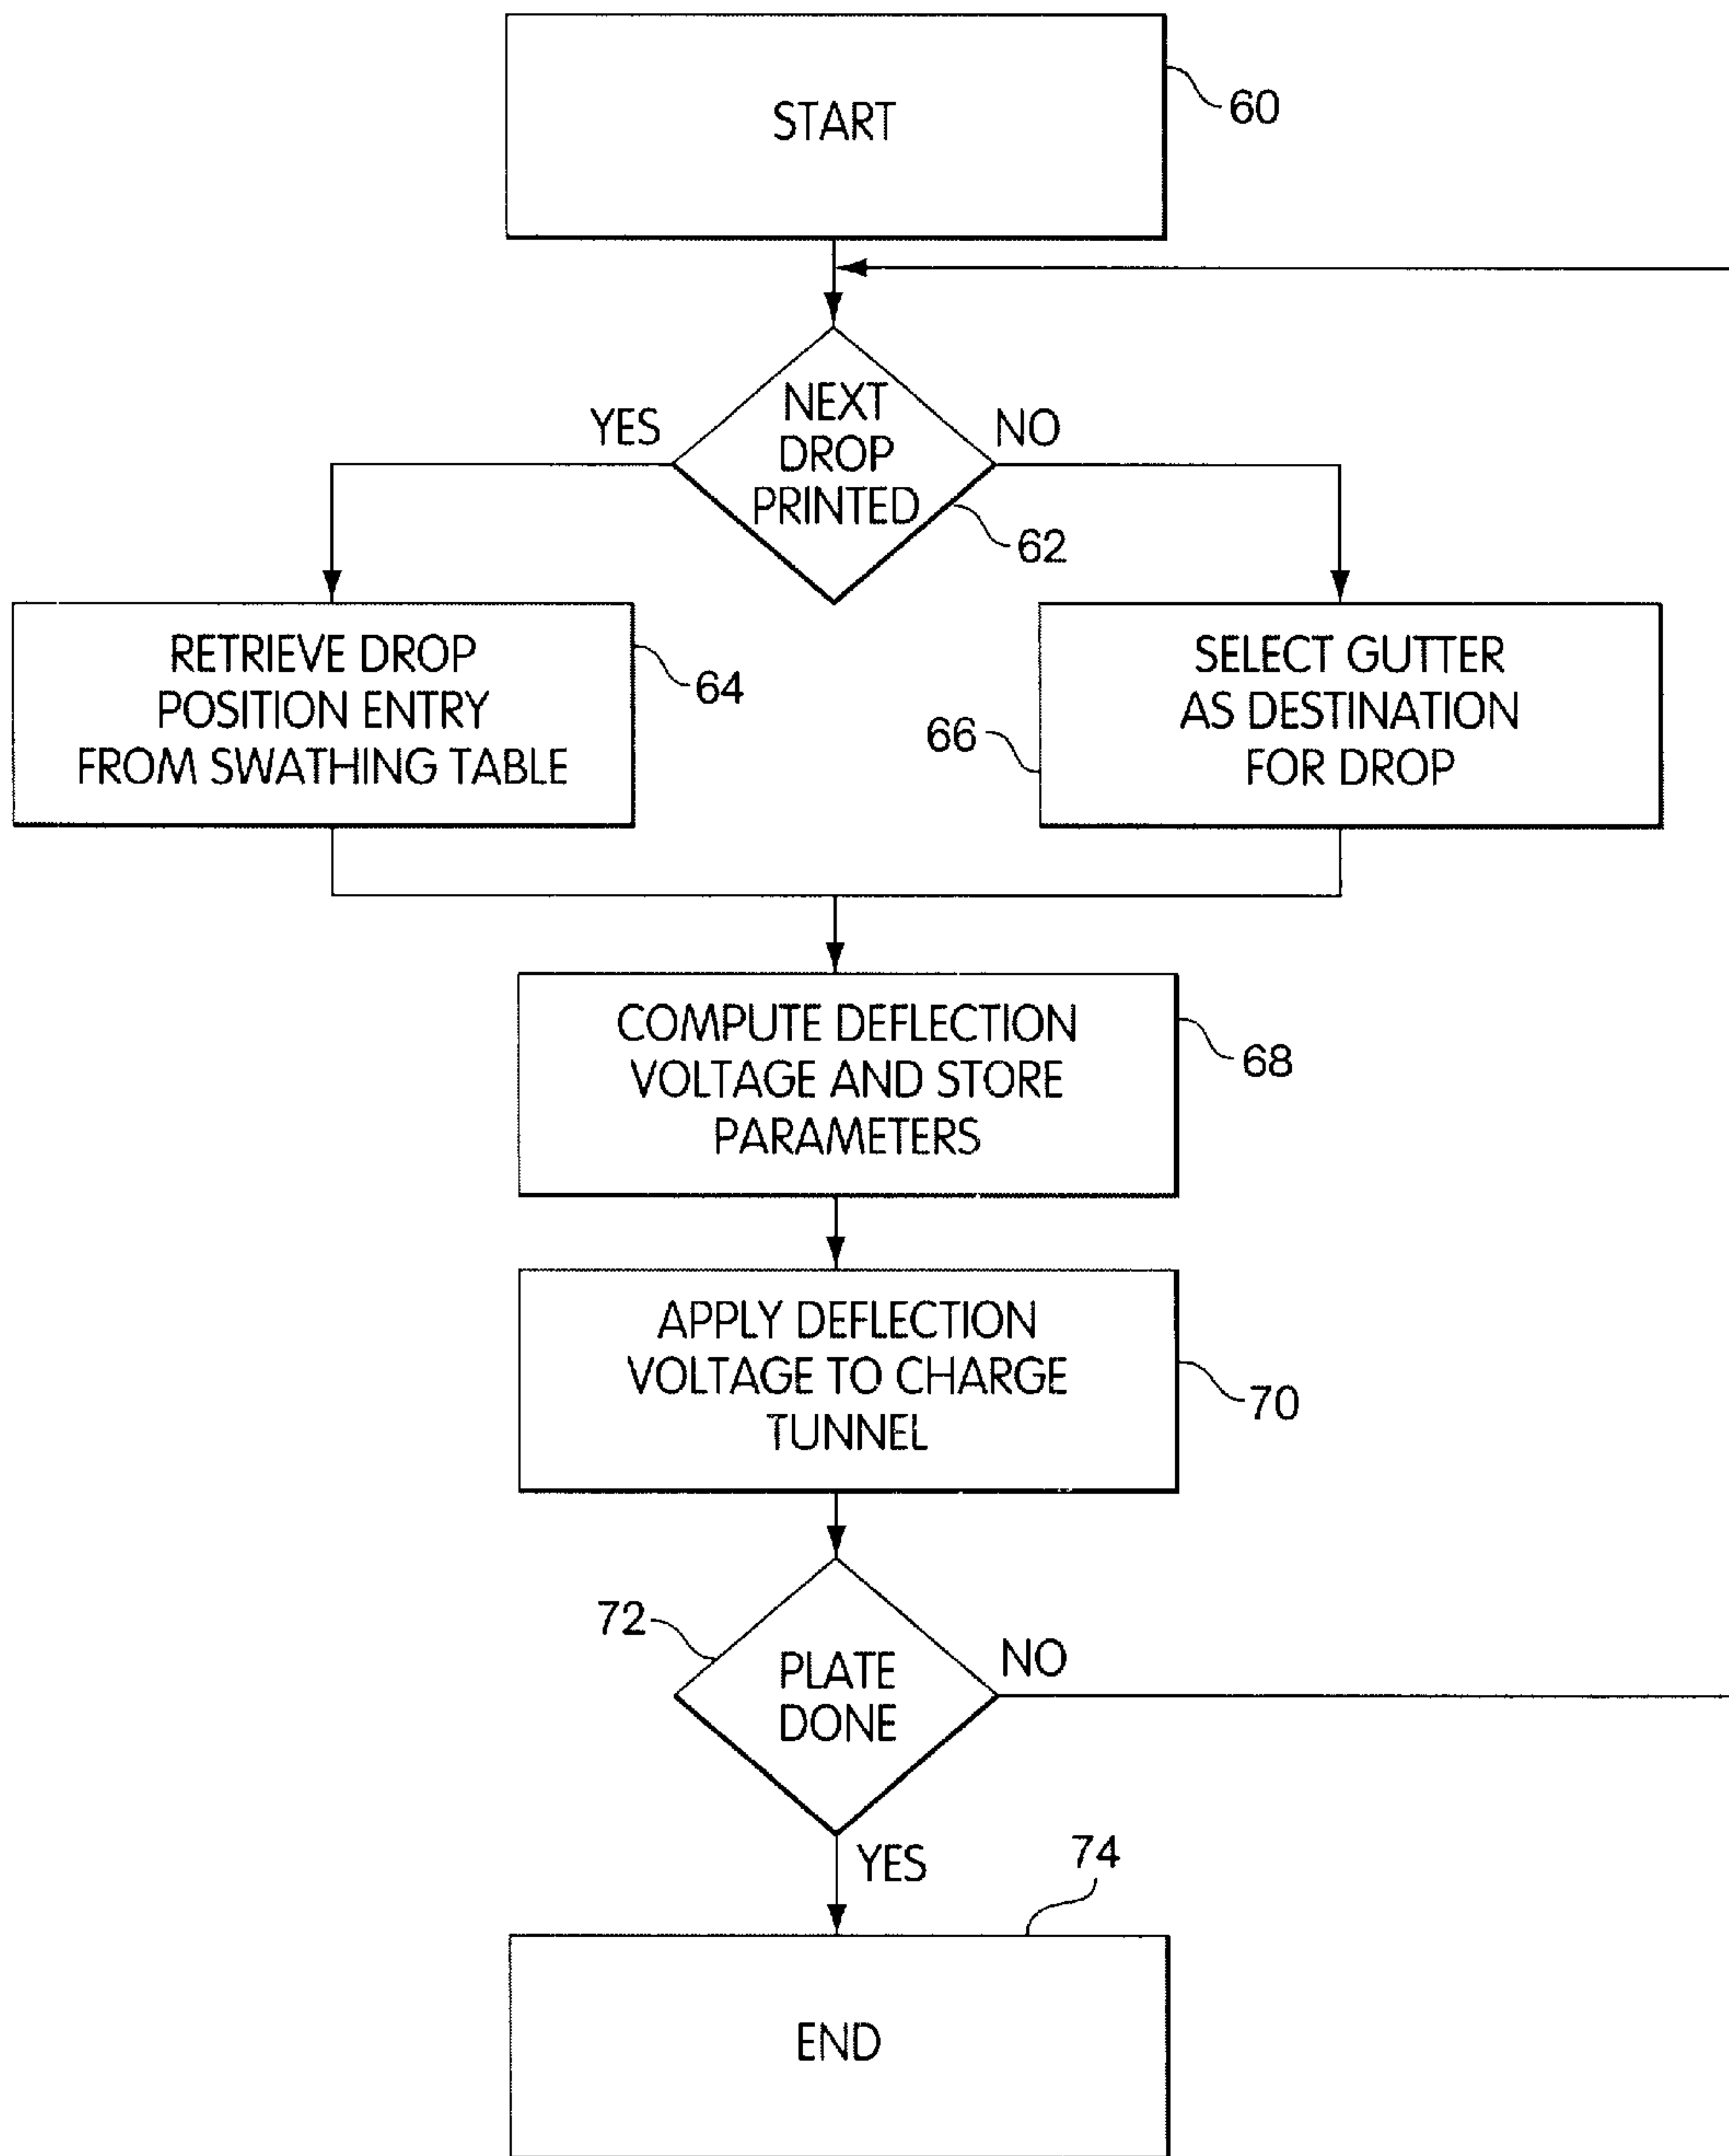 START
60
YES
NEXT
DROP
PRINTED
NO
62
RETRIEVE DROP
POSITION ENTRY
FROM SWATHING TABLE
64
SELECT GUTTER
AS DESTINATION
FOR DROP
66
COMPUTE DEFLECTION
VOLTAGE AND STORE
PARAMETERS
68
APPLY DEFLECTION
VOLTAGE TO CHARGE
TUNNEL
70
72
PLATE
DONE
NO
YES
74
END